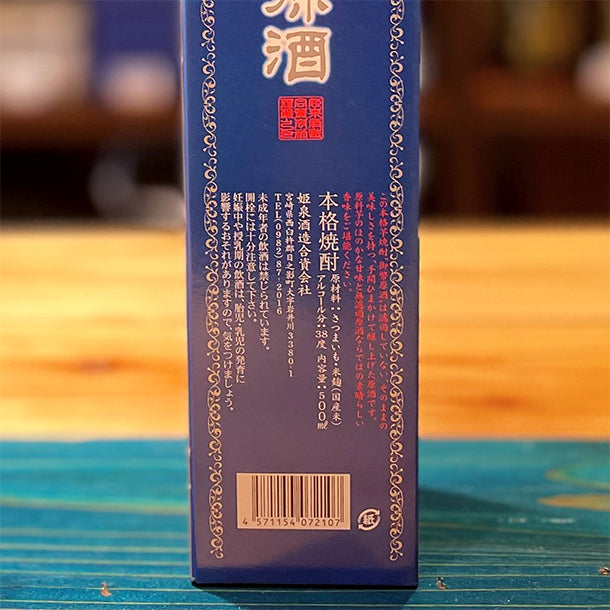 原酒
この本格芋焼酎、御幣原酒は濾過していない、そのままの
美味しさを持つ、手間ひまかけて醸し上げた原酒です。
原料芋のほのかな甘味と無濾過原酒ならではの素晴らしい
香味をご堪能ください。
本格焼酎
原材料：さつまいも・米麹(国産米)
アルコール分：38度 内容量：500㎖
姫泉酒造合資会社
宮崎県西臼杵郡日之影町大字岩井川3380-1
TEL(0982)87-2016
未成年者の飲酒は禁じられています。
開栓には十分注意して下さい。
妊娠中や授乳期の飲酒は、胎児・乳児の発育に
影響するおそれがありますので、気をつけましょう。
4 571154 072107
紙